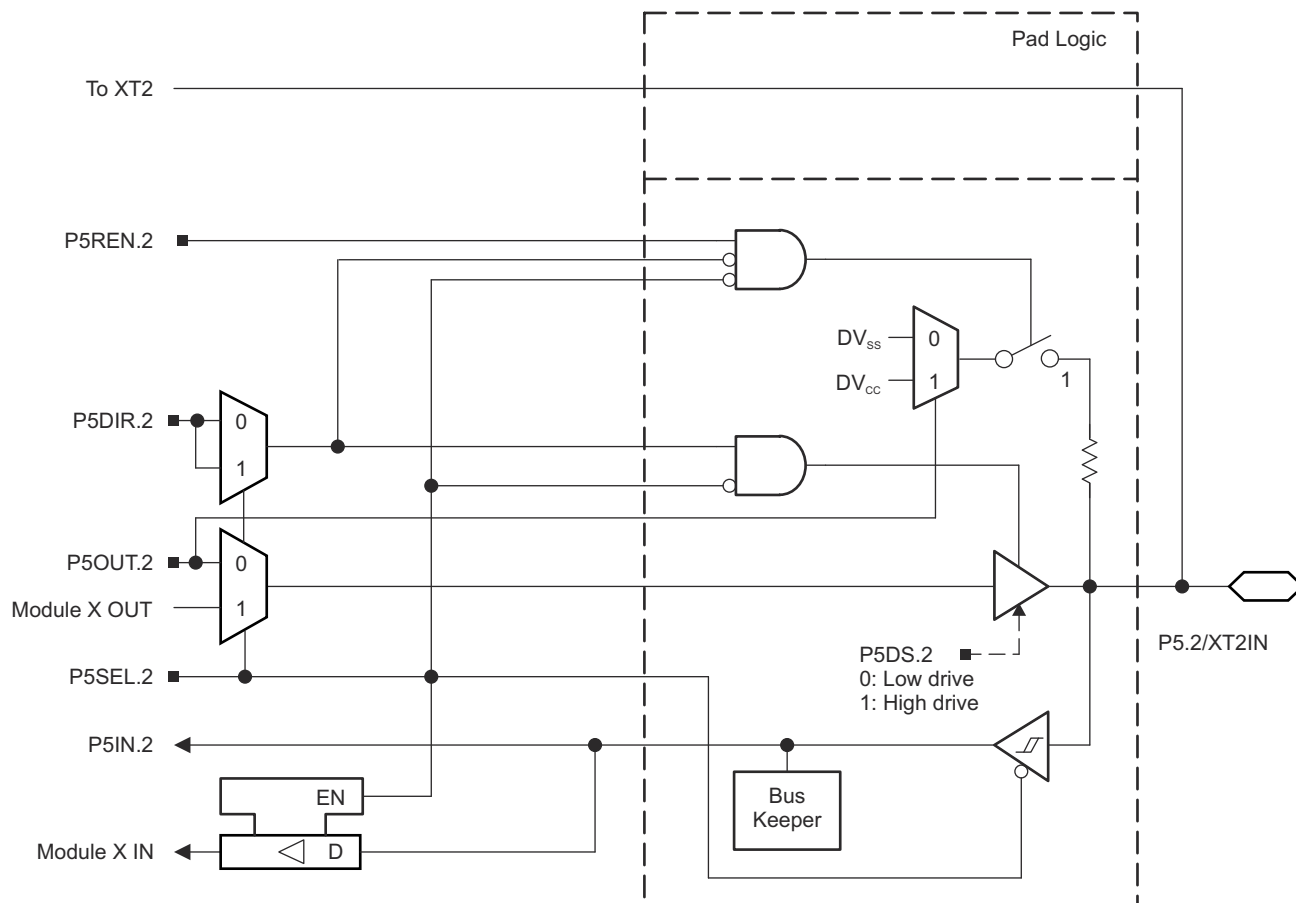 Pad Logic
To XT2
P5REN.2
DVSS
0
DVCC
1
1
P5DIR.2
0
1
P5OUT.2
0
Module X OUT
1
P5DS.2
0: Low drive
1: High drive
P5.2/XT2IN
P5SEL.2
P5IN.2
Bus
Keeper
EN
Module X IN
D